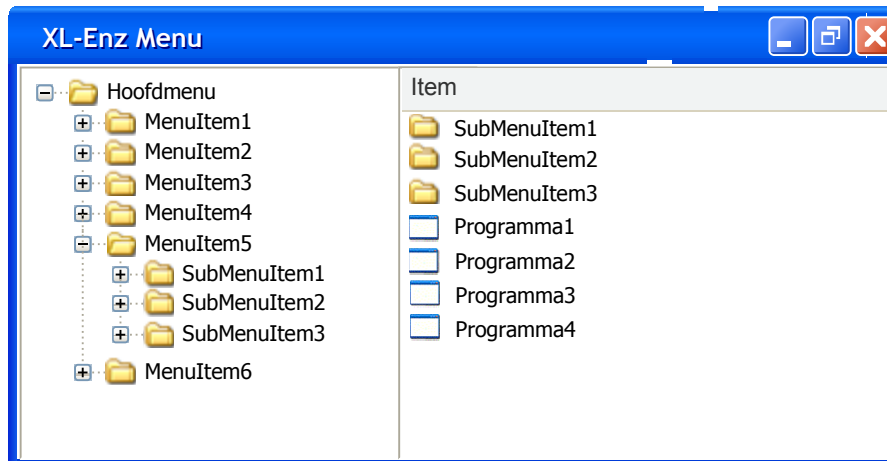 XL-Enz Menu
Hoofdmenu
MenuItem1
MenuItem2
MenuItem3
MenuItem4
MenuItem5
SubMenuItem1
SubMenuItem2
SubMenuItem3
MenuItem6
Item
SubMenuItem1
SubMenuItem2
SubMenuItem3
Programma1
Programma2
Programma3
Programma4